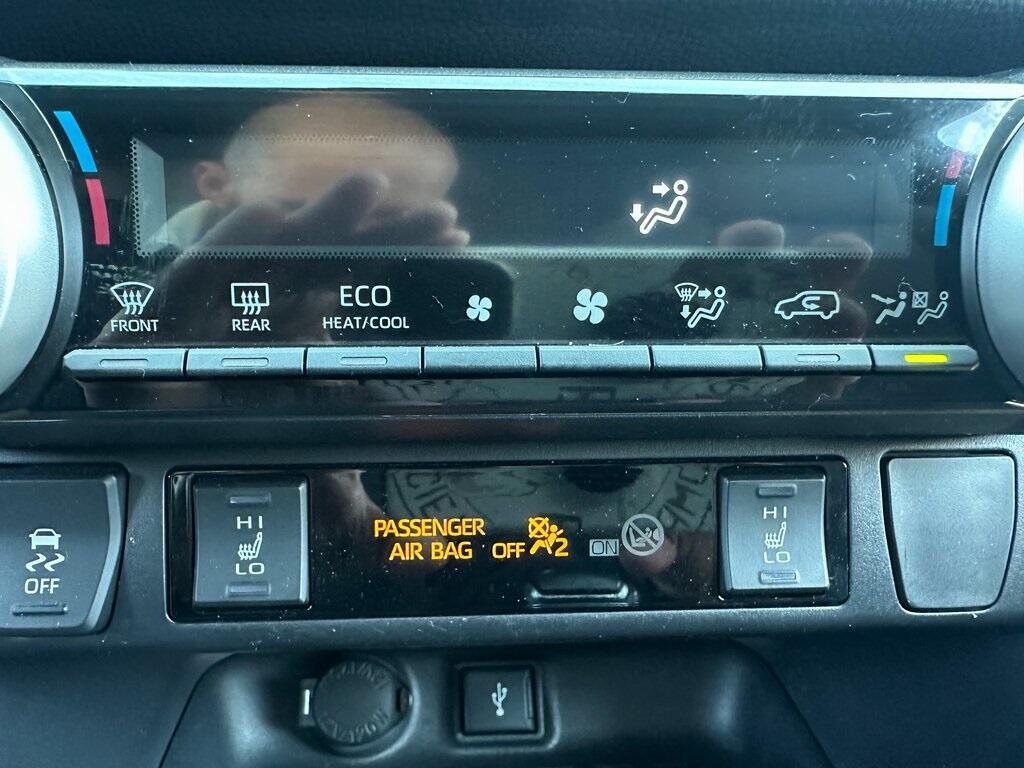 FRONT
REAR
ECO
HEAT/COOL
OFF
HI
LO
PASSENGER
AIR BAG OFF 2 ON
HI
LO